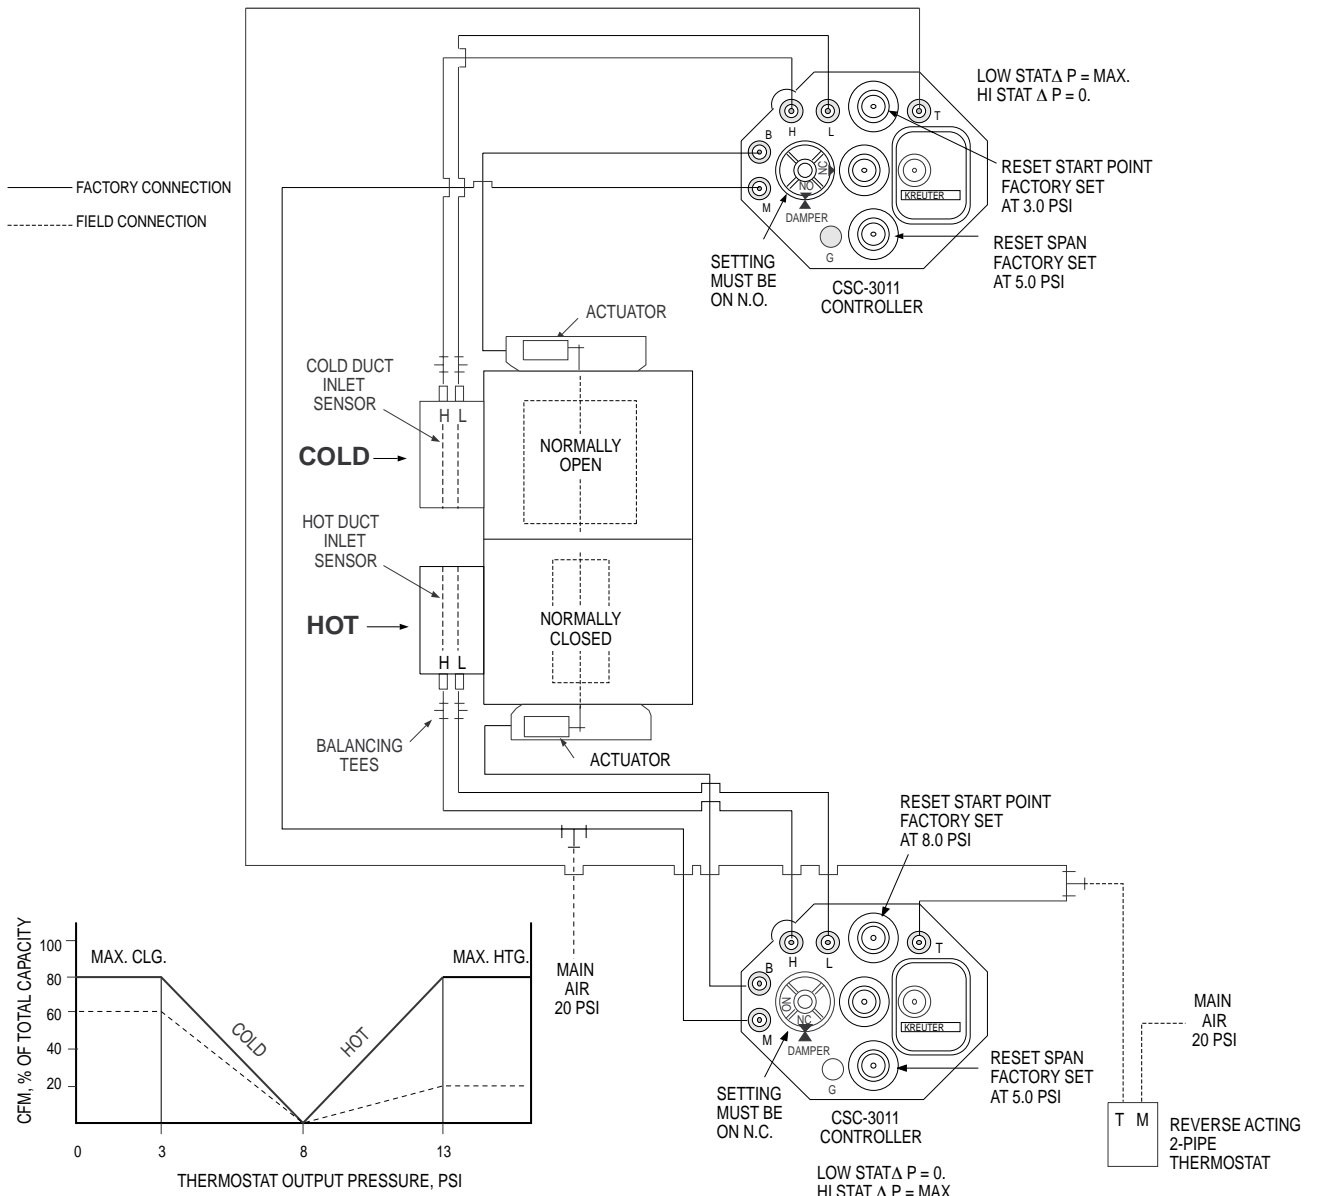 LOW STAT Δ P = MAX.
HI STAT Δ P = 0.
B
H
L
T
M
NC
NO
DAMPER
G
KREUTER
RESET START POINT
FACTORY SET
AT 3.0 PSI
RESET SPAN
FACTORY SET
AT 5.0 PSI
SETTING
MUST BE
ON N.O.
CSC-3011
CONTROLLER
FACTORY CONNECTION
FIELD CONNECTION
ACTUATOR
COLD DUCT
INLET
SENSOR
H L
COLD
NORMALLY
OPEN
HOT DUCT
INLET
SENSOR
HOT
NORMALLY
CLOSED
H L
BALANCING
TEES
ACTUATOR
RESET START POINT
FACTORY SET
AT 8.0 PSI
MAIN
AIR
20 PSI
B
H
L
T
M
NO
NC
DAMPER
G
KREUTER
RESET SPAN
FACTORY SET
AT 5.0 PSI
SETTING
MUST BE
ON N.C.
CSC-3011
CONTROLLER
LOW STAT Δ P = 0.
HI STAT Δ P = MAX
MAIN
AIR
20 PSI
T M
REVERSE ACTING
2-PIPE
THERMOSTAT
CFM, % OF TOTAL CAPACITY
100
80
60
40
20
MAX. CLG.
MAX. HTG.
COLD
HOT
0 3 8 13
THERMOSTAT OUTPUT PRESSURE, PSI